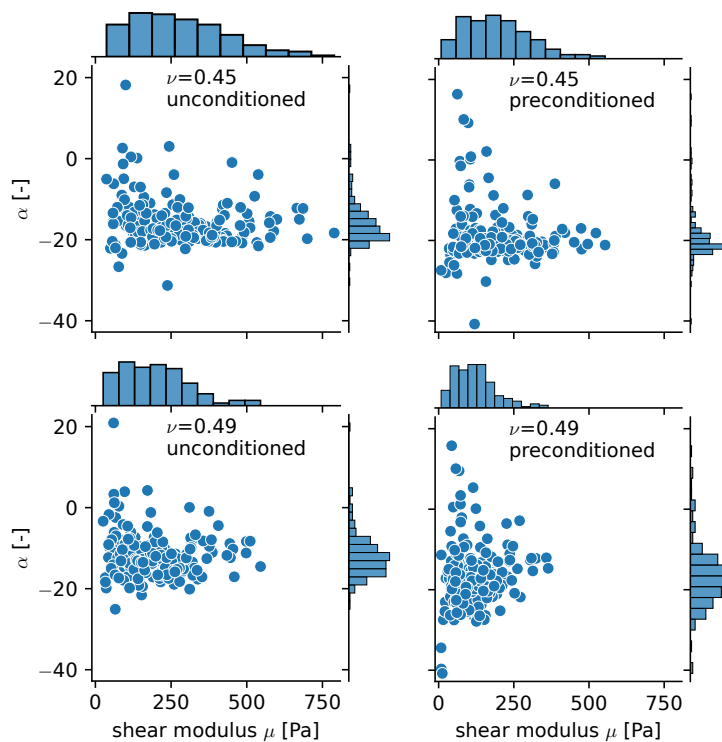 20
0
−20
−40
α [-]
ν=0.45
unconditioned
ν=0.45
preconditioned
20
0
−20
−40
α [-]
ν=0.49
unconditioned
ν=0.49
preconditioned
0 250 500 750
shear modulus μ [Pa]
0 250 500 750
shear modulus μ [Pa]